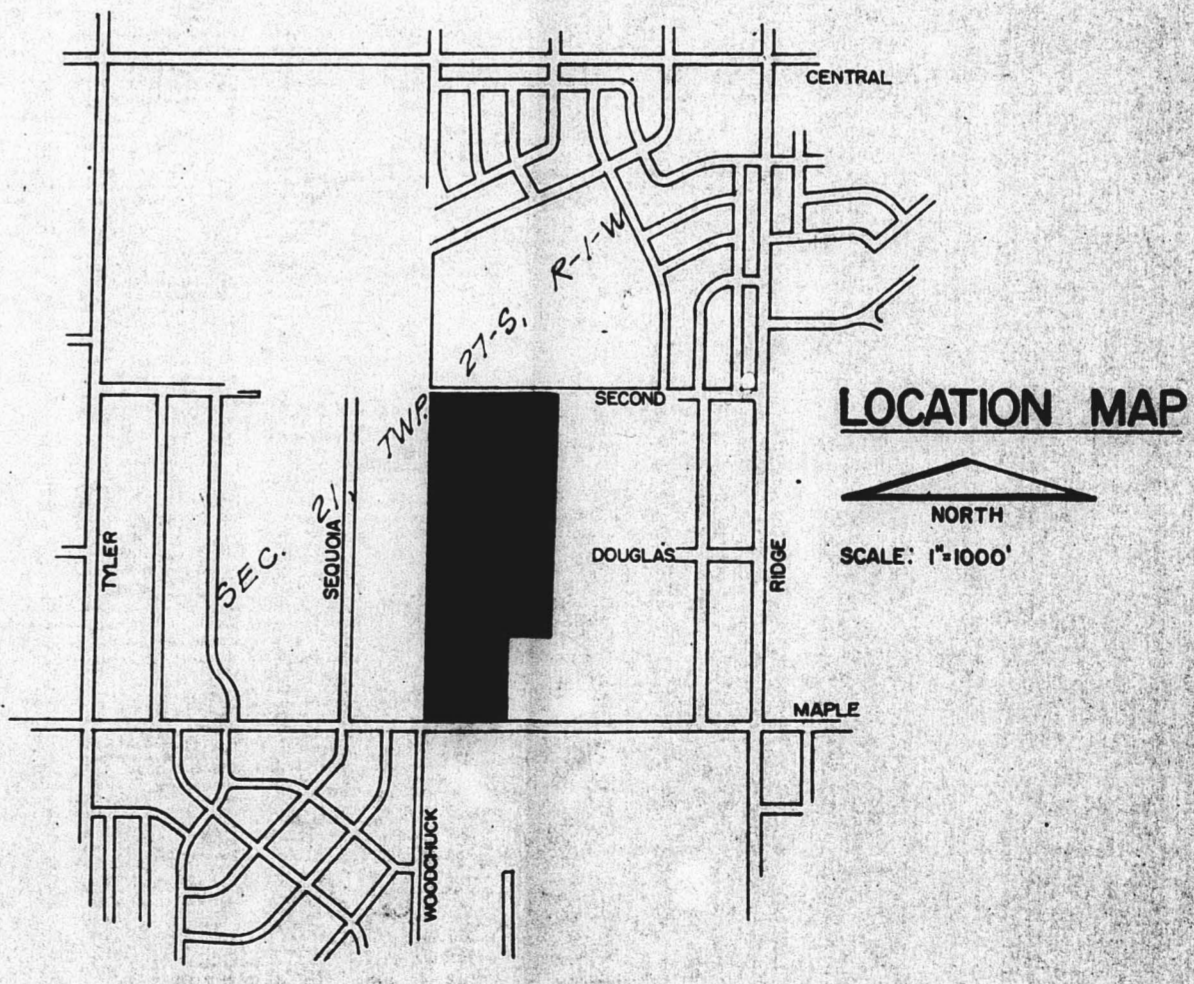 CENTRAL
SEC. 21, TWP. 27-S, R-1-W
SECOND
LOCATION MAP
NORTH
SCALE: 1"=1000'
TYLER
SEQUOIA
DOUGLAS
RIDGE
MAPLE
WOODCHUCK